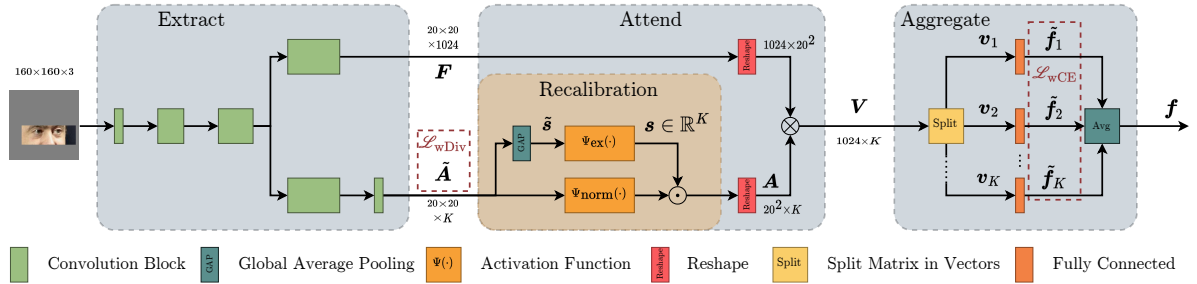 Extract
Attend
Aggregate
160×160×3
20×20
×1024
F
Reshape
1024×20²
Recalibration
ℒwDiv
Ã
20×20
×K
GAP
s̃
Ψex(·)
s ∈ ℝᴷ
Ψnorm(·)
Reshape
A
20²×K
V
1024×K
Split
v₁
f̃₁
ℒwCE
v₂
f̃₂
v_K
f̃_K
Avg
f
Convolution Block
GAP
Global Average Pooling
Ψ(·)
Activation Function
Reshape
Reshape
Split
Split Matrix in Vectors
Fully Connected